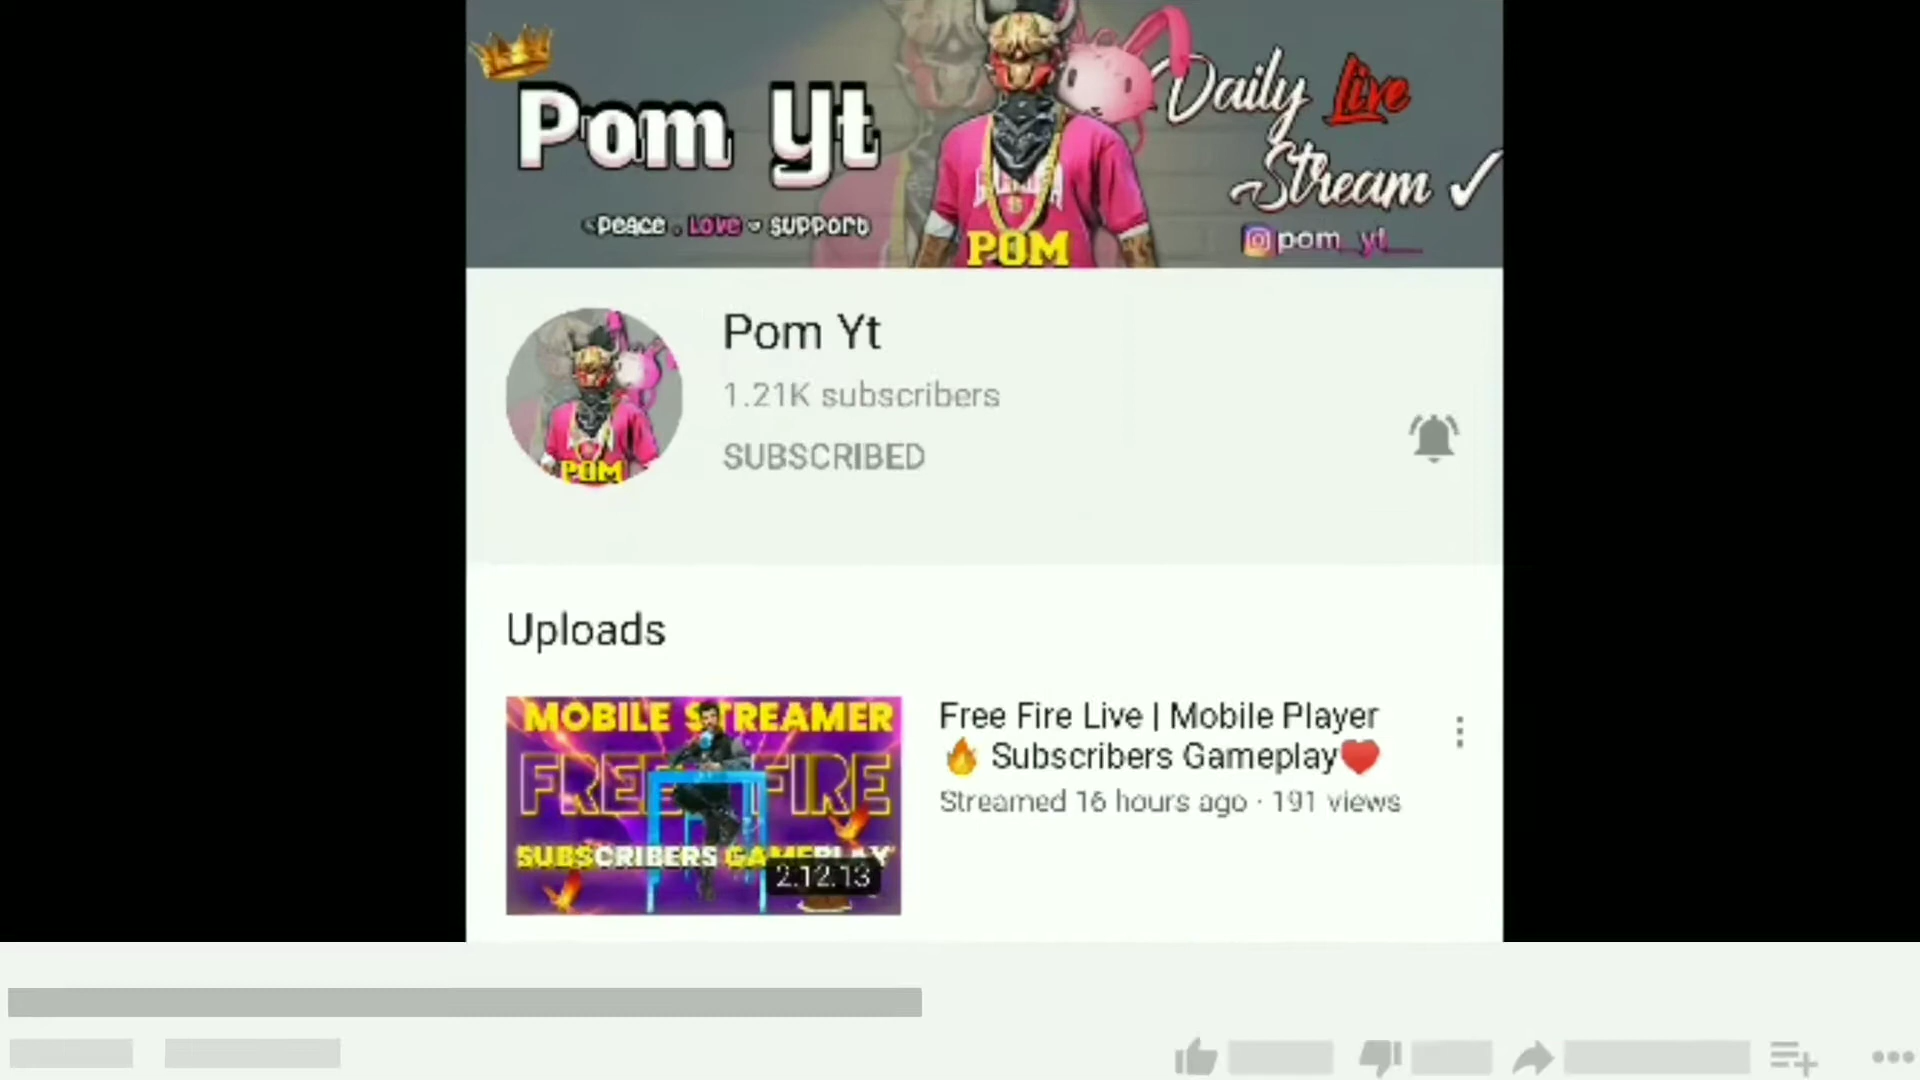 Pom Yt
Peace . Love Support
POM
Daily Live
Stream ✓
pom_yt__
Pom Yt
1.21K subscribers
SUBSCRIBED
POM
Uploads
MOBILE STREAMER
FREE FIRE
SUBSCRIBERS GAMEPLAY
2:12:13
Free Fire Live | Mobile Player
🔥 Subscribers Gameplay❤️
Streamed 16 hours ago · 191 views